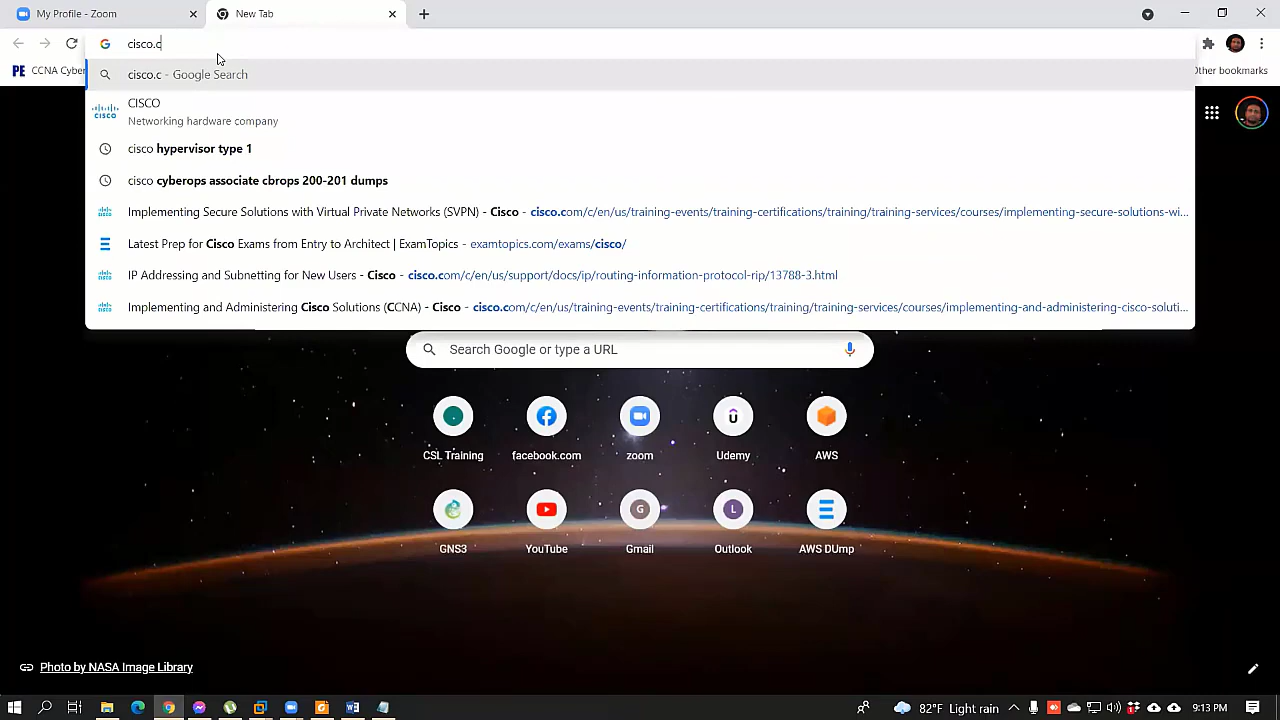 My Profile - Zoom
New Tab
cisco.c
CCNA Cyber
Other bookmarks
cisco.c - Google Search
CISCO
Networking hardware company
cisco hypervisor type 1
cisco cyberops associate cbrops 200-201 dumps
Implementing Secure Solutions with Virtual Private Networks (SVPN) - Cisco - cisco.com/c/en/us/training-events/training-certifications/training/training-services/courses/implementing-secure-solutions-wi...
Latest Prep for Cisco Exams from Entry to Architect | ExamTopics - examtopics.com/exams/cisco/
IP Addressing and Subnetting for New Users - Cisco - cisco.com/c/en/us/support/docs/ip/routing-information-protocol-rip/13788-3.html
Implementing and Administering Cisco Solutions (CCNA) - Cisco - cisco.com/c/en/us/training-events/training-certifications/training/training-services/courses/implementing-and-administering-cisco-soluti...
Search Google or type a URL
CSL Training
facebook.com
zoom
Udemy
AWS
GNS3
YouTube
Gmail
Outlook
AWS DUmp
Photo by NASA Image Library
82°F Light rain
9:13 PM